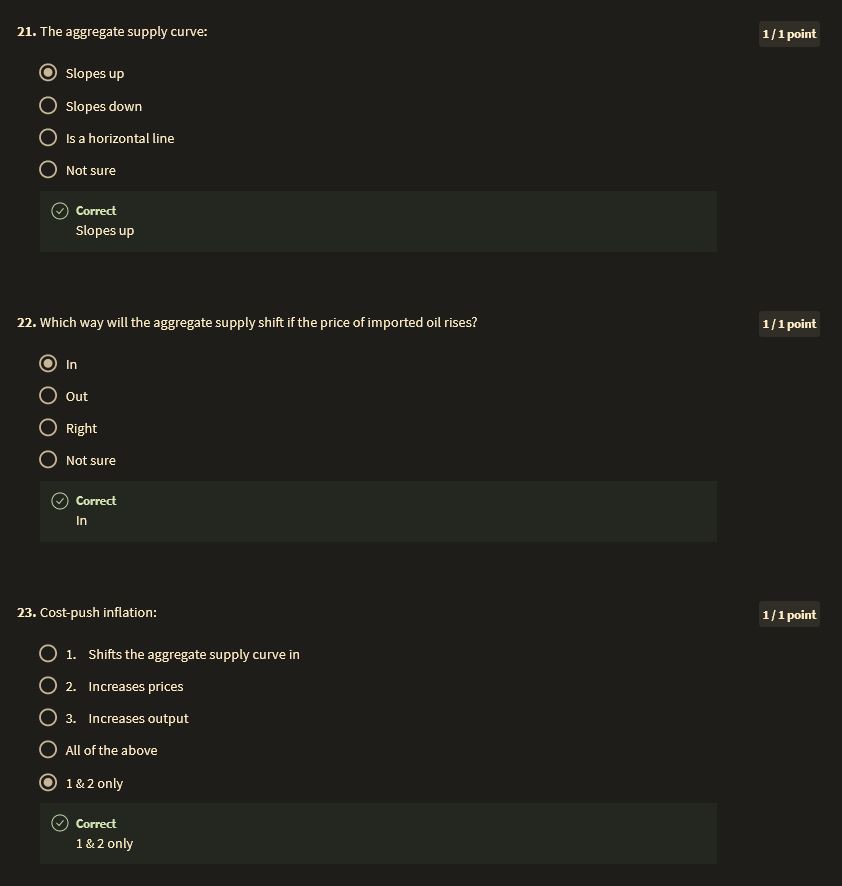 21. The aggregate supply curve:
1 / 1 point
Slopes up
Slopes down
Is a horizontal line
Not sure
Correct
Slopes up
22. Which way will the aggregate supply shift if the price of imported oil rises?
1 / 1 point
In
Out
Right
Not sure
Correct
In
23. Cost-push inflation:
1 / 1 point
1. Shifts the aggregate supply curve in
2. Increases prices
3. Increases output
All of the above
1 & 2 only
Correct
1 & 2 only